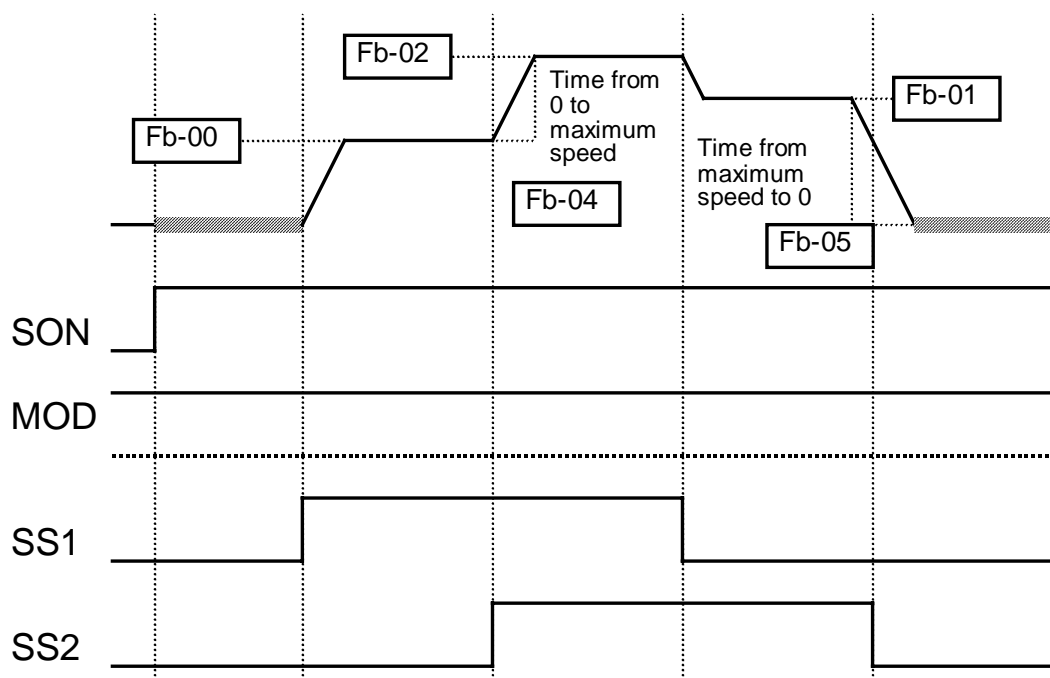 Fb-02
Time from
0 to
maximum
speed
Fb-01
Fb-00
Time from
maximum
speed to 0
Fb-04
Fb-05
SON
MOD
SS1
SS2